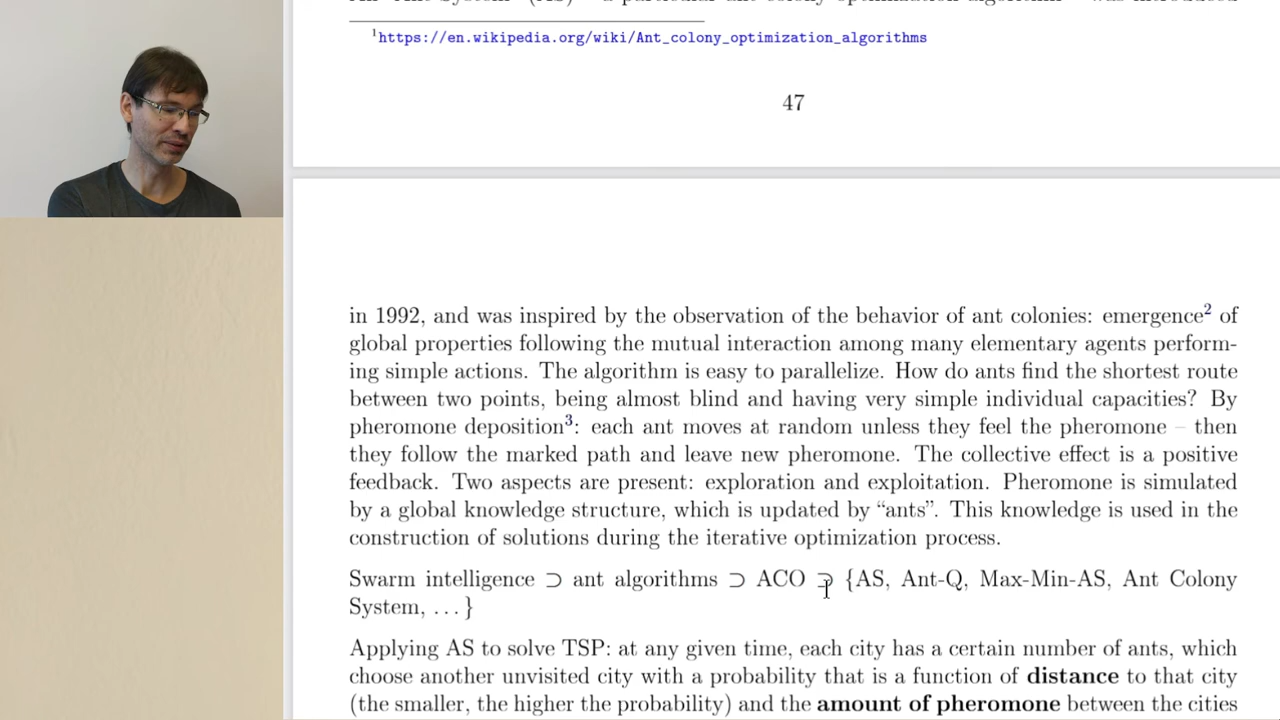 ¹https://en.wikipedia.org/wiki/Ant_colony_optimization_algorithms
47
in 1992, and was inspired by the observation of the behavior of ant colonies: emergence² of
global properties following the mutual interaction among many elementary agents perform-
ing simple actions. The algorithm is easy to parallelize. How do ants find the shortest route
between two points, being almost blind and having very simple individual capacities? By
pheromone deposition³: each ant moves at random unless they feel the pheromone – then
they follow the marked path and leave new pheromone. The collective effect is a positive
feedback. Two aspects are present: exploration and exploitation. Pheromone is simulated
by a global knowledge structure, which is updated by “ants”. This knowledge is used in the
construction of solutions during the iterative optimization process.
Swarm intelligence ⊃ ant algorithms ⊃ ACO ⊃ {AS, Ant-Q, Max-Min-AS, Ant Colony
System, . . . }
Applying AS to solve TSP: at any given time, each city has a certain number of ants, which
choose another unvisited city with a probability that is a function of distance to that city
(the smaller, the higher the probability) and the amount of pheromone between the cities